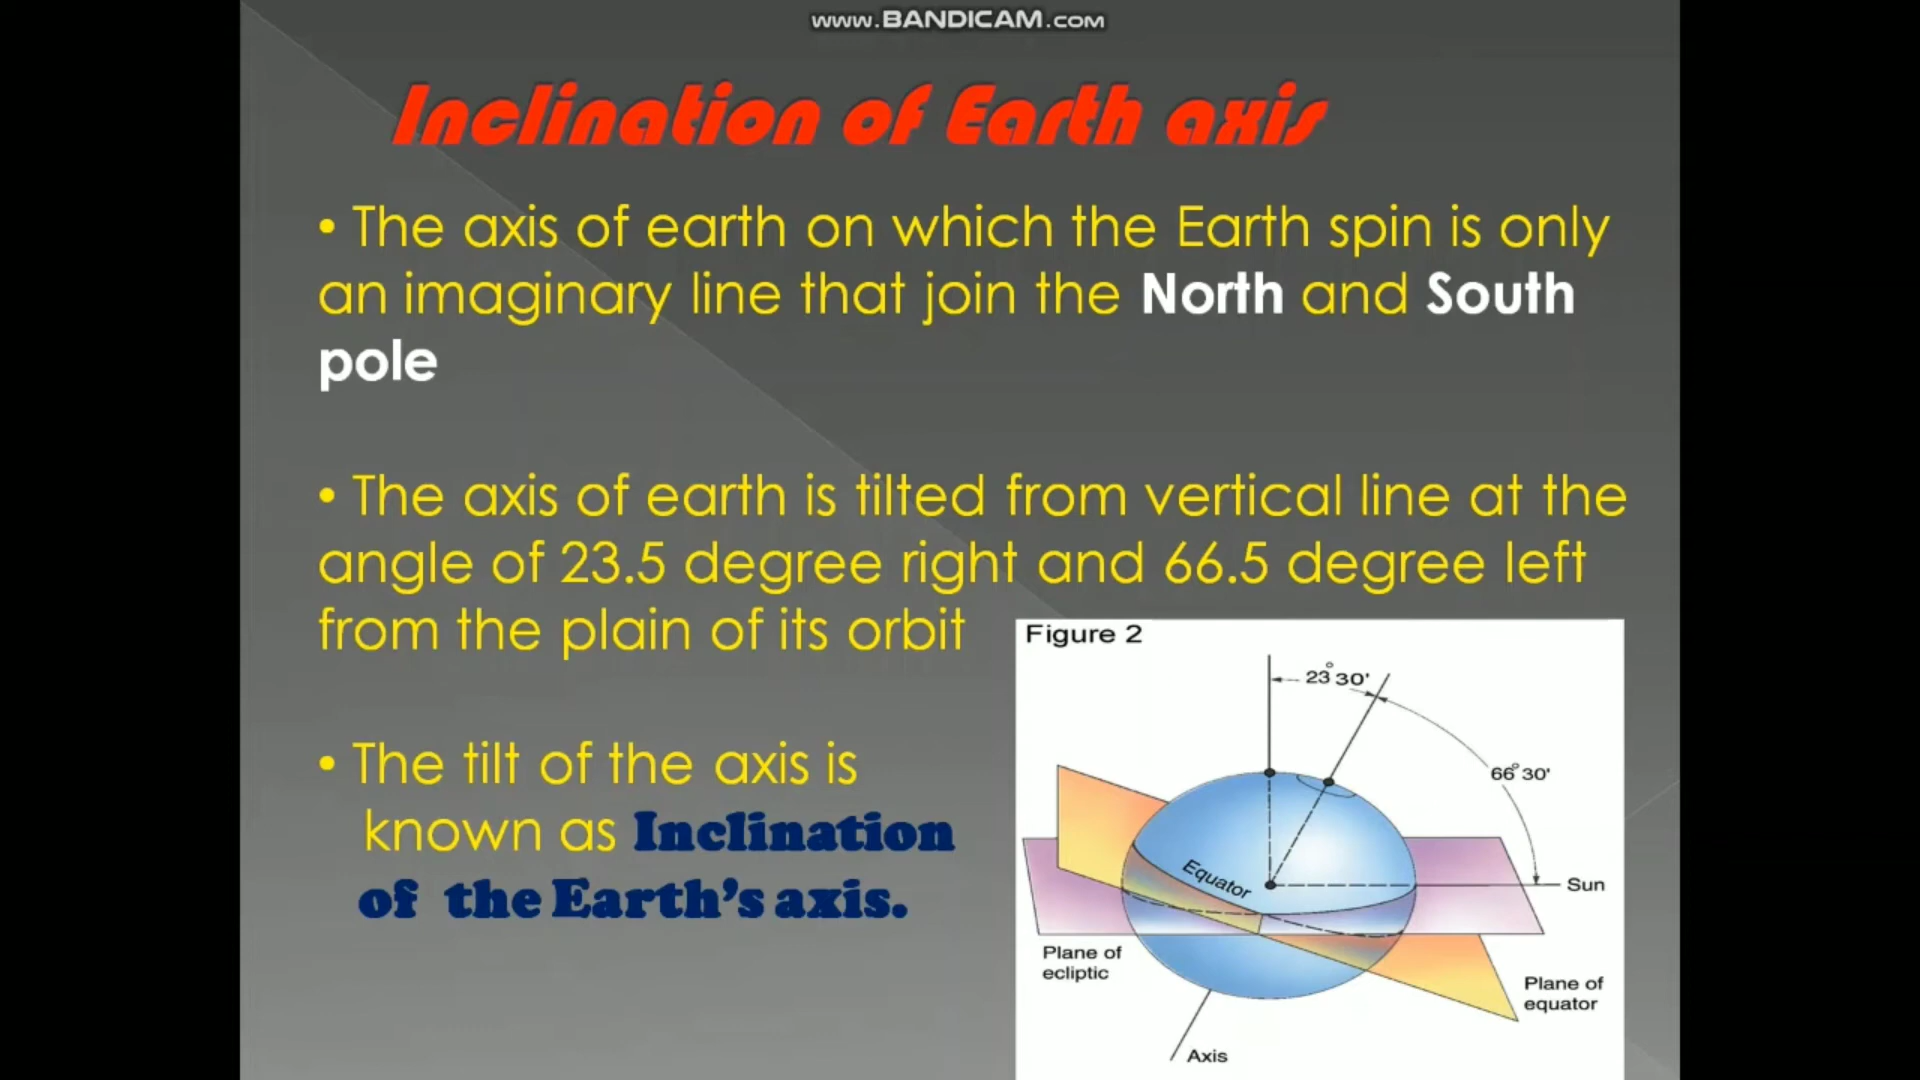 www.BANDICAM.com
Inclination of Earth axis
• The axis of earth on which the Earth spin is only
an imaginary line that join the North and South
pole
• The axis of earth is tilted from vertical line at the
angle of 23.5 degree right and 66.5 degree left
from the plain of its orbit
• The tilt of the axis is
known as Inclination
of the Earth's axis.
Figure 2
23°30'
66°30'
Equator
Sun
Plane of
ecliptic
Plane of
equator
Axis